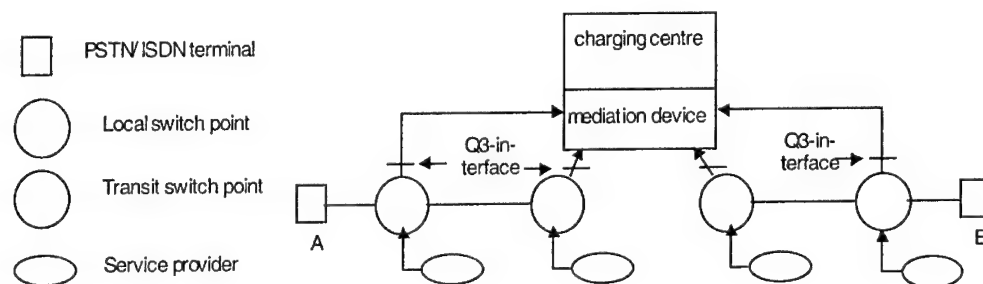 PSTN/ISDN terminal
Local switch point
Transit switch point
Service provider
charging centre
mediation device
Q3-in-
terface
Q3-in-
terface
A
B